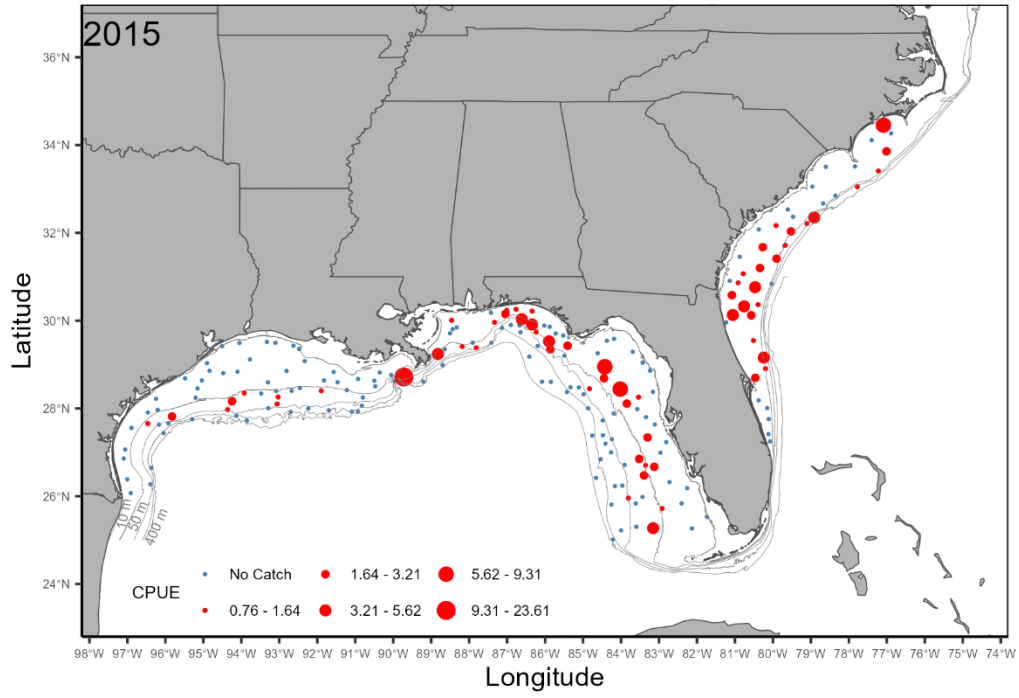 2015
36°N
34°N
32°N
30°N
28°N
26°N
24°N
Latitude
10 m
50 m
400 m
CPUE
No Catch
1.64 - 3.21
5.62 - 9.31
0.76 - 1.64
3.21 - 5.62
9.31 - 23.61
98°W 97°W 96°W 95°W 94°W 93°W 92°W 91°W 90°W 89°W 88°W 87°W 86°W 85°W 84°W 83°W 82°W 81°W 80°W 79°W 78°W 77°W 76°W 75°W 74°W
Longitude